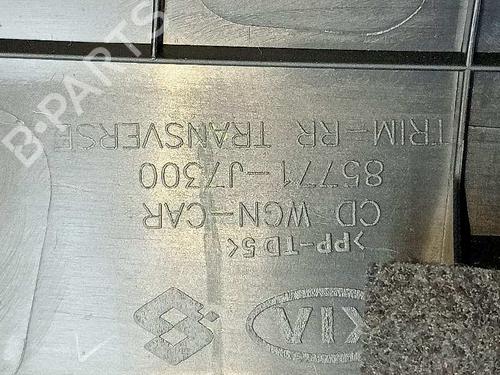 TRIM-RR TRANSVERSE
85771-J7300
CD WGN-CAR
>PP-TD5<
KIA
B-PARTS